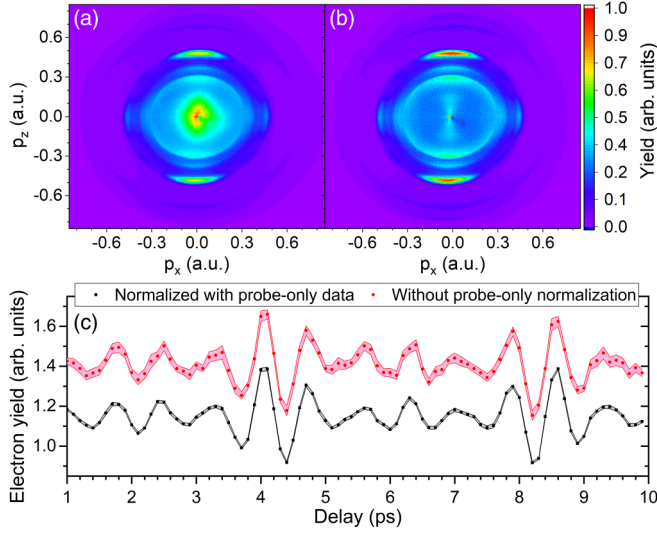 (a)
(b)
0.6
0.3
0.0
-0.3
-0.6
p_z (a.u.)
-0.6 -0.3 0.0 0.3 0.6
-0.6 -0.3 0.0 0.3 0.6
p_x (a.u.)
p_x (a.u.)
1.0
0.9
0.8
0.7
0.6
0.5
0.4
0.3
0.2
0.1
0.0
Yield (arb. units)
(c)
Normalized with probe-only data
Without probe-only normalization
1.6
1.4
1.2
1.0
Electron yield (arb. units)
1 2 3 4 5 6 7 8 9 10
Delay (ps)